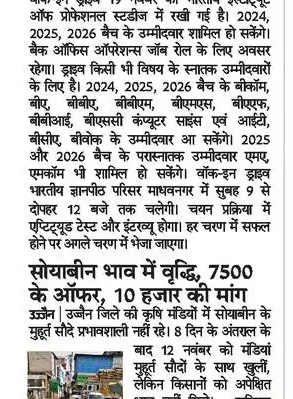 ऑफ प्रोफेशनल स्टडीज में रखी गई है। 2024,
2025, 2026 बैच के उम्मीदवार शामिल हो सकेंगे।
बैक ऑफिस ऑपरेशन्स जॉब रोल के लिए अवसर
रहेगा। ड्राइव किसी भी विषय के स्नातक उम्मीदवारों
के लिए है। 2024, 2025, 2026 बैच के बीकॉम,
बीए, बीबीए, बीबीएम, बीएमएस, बीएएफ,
बीबीआई, बीएससी कंप्यूटर साइंस एवं आईटी,
बीसीए, बीवोक के उम्मीदवार आ सकेंगे। 2025
और 2026 बैच के परास्नातक उम्मीदवार एमए,
एमकॉम भी शामिल हो सकेंगे। वॉक-इन ड्राइव
भारतीय ज्ञानपीठ परिसर माधवनगर में सुबह 9 से
दोपहर 12 बजे तक चलेगी। चयन प्रक्रिया में
एप्टिट्यूड टेस्ट और इंटरव्यू होगा। हर चरण में सफल
होने पर अगले चरण में भेजा जाएगा।
सोयाबीन भाव में वृद्धि, 7500
के ऑफर, 10 हजार की मांग
उज्जैन | उज्जैन जिले की कृषि मंडियों में सोयाबीन के
मुहूर्त सौदे प्रभावशाली नहीं रहे। 8 दिन के अंतराल के
बाद 12 नवंबर को मंडियां
मुहूर्त सौदों के साथ खुलीं,
लेकिन किसानों को अपेक्षित